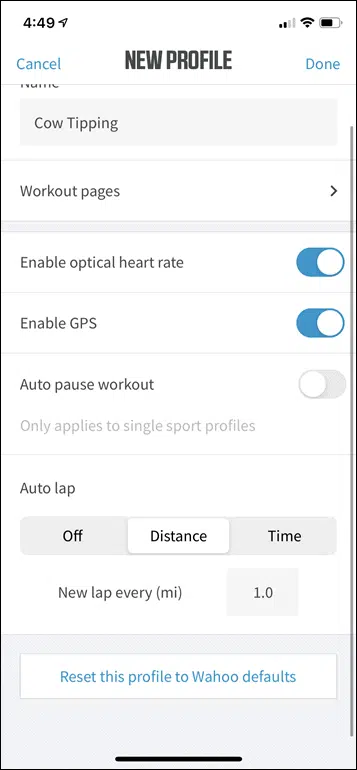 4:49
Cancel
NEW PROFILE
Done
Name
Cow Tipping
Workout pages
Enable optical heart rate
Enable GPS
Auto pause workout
Only applies to single sport profiles
Auto lap
Off
Distance
Time
New lap every (mi)
1.0
Reset this profile to Wahoo defaults